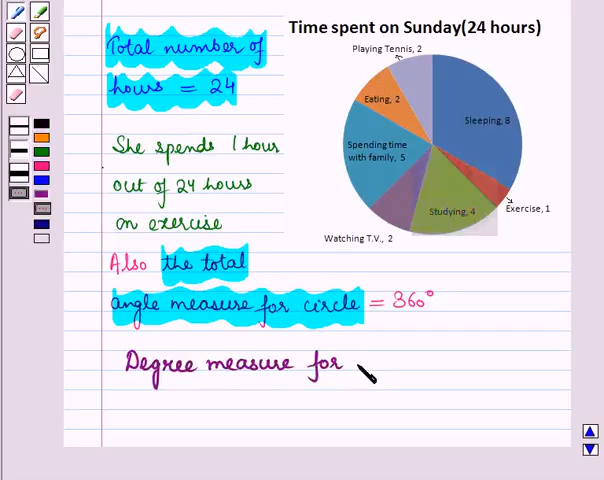 Time spent on Sunday(24 hours)
Total number of
hours = 24
She spends 1 hour
out of 24 hours
on exercise
Also the total
angle measure for circle = 360°
Degree measure for
Playing Tennis, 2
Eating, 2
Sleeping, 8
Spending time
with family, 5
Exercise, 1
Studying, 4
Watching T.V., 2